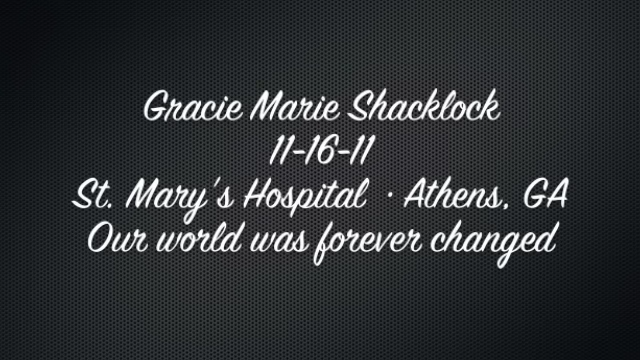 Gracie Marie Shacklock
11-16-11
St. Mary's Hospital · Athens, GA
Our world was forever changed